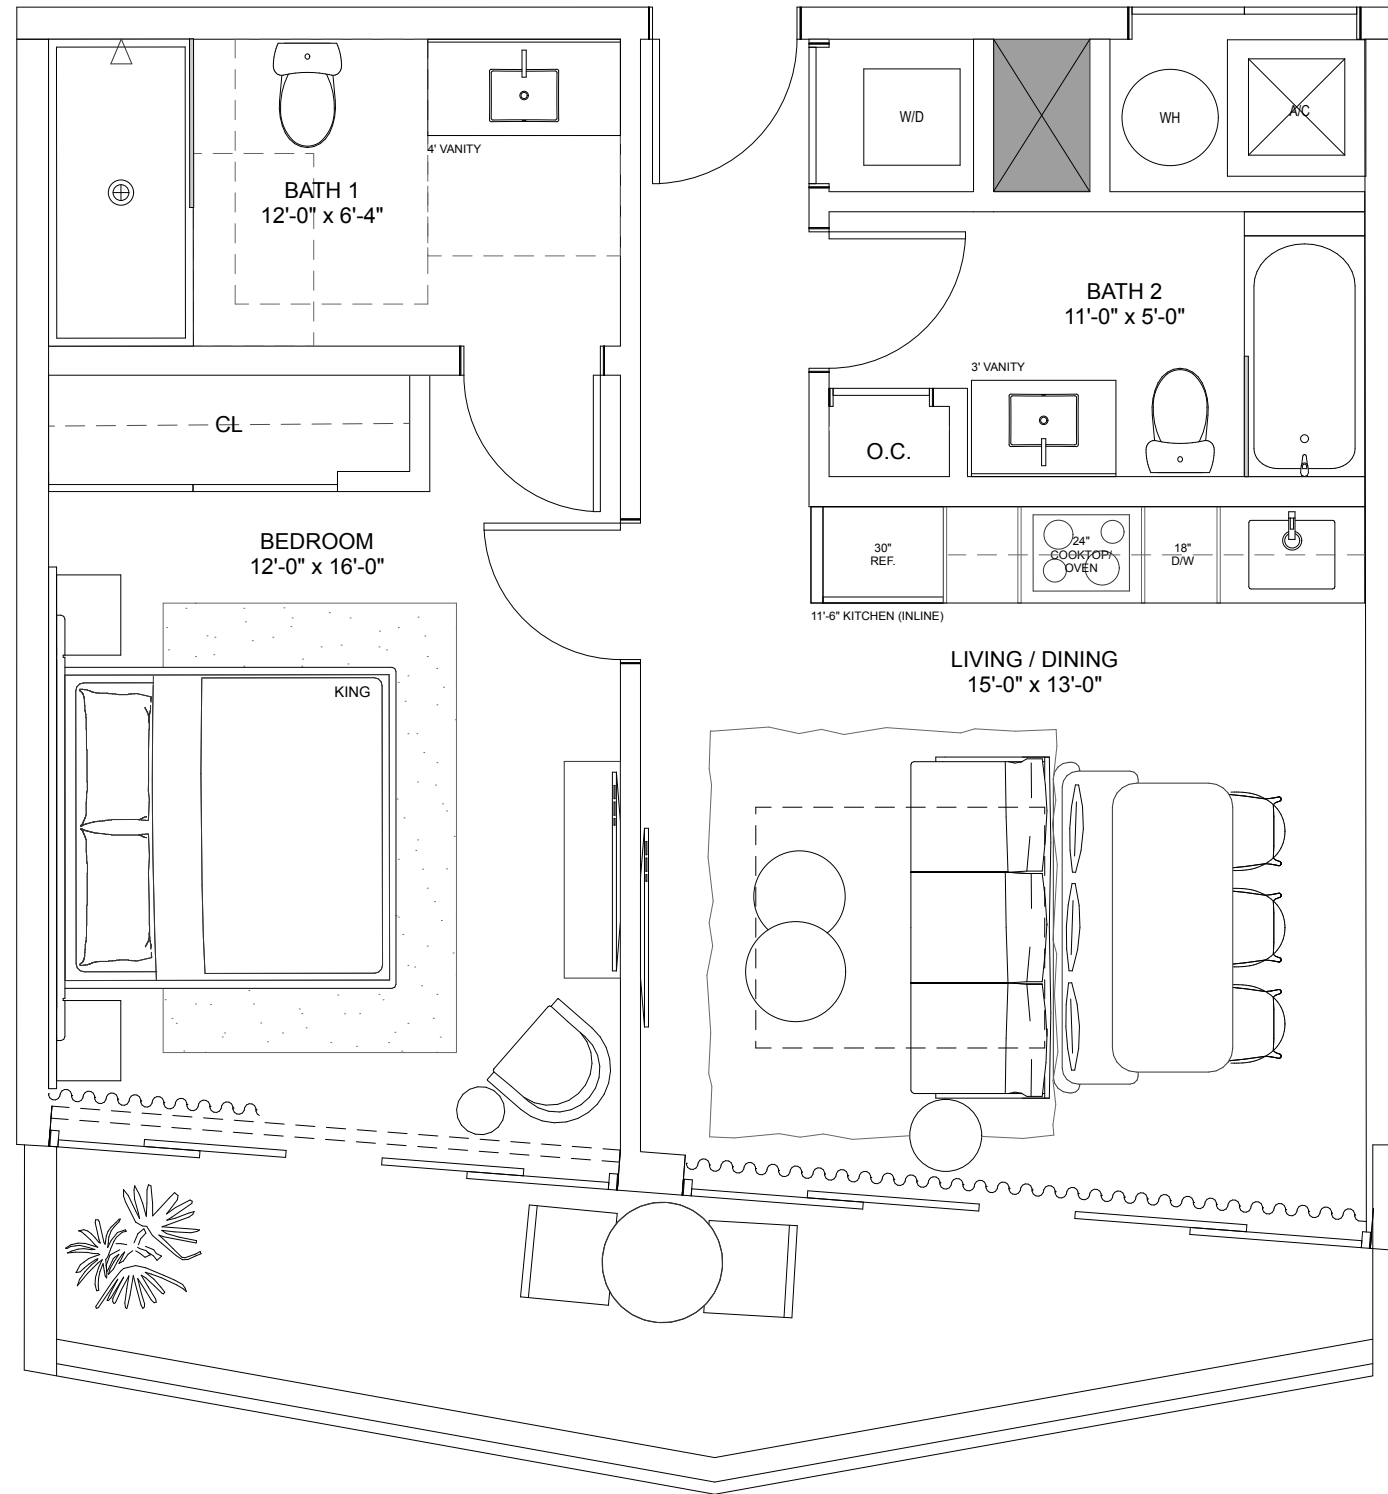 W/D
WH
A/C
4' VANITY
BATH 1
12'-0" x 6'-4"
BATH 2
11'-0" x 5'-0"
3' VANITY
CL
O.C.
BEDROOM
12'-0" x 16'-0"
30"
REF.
24"
COOKTOP/
OVEN
18"
D/W
11'-6" KITCHEN (INLINE)
LIVING / DINING
15'-0" x 13'-0"
KING